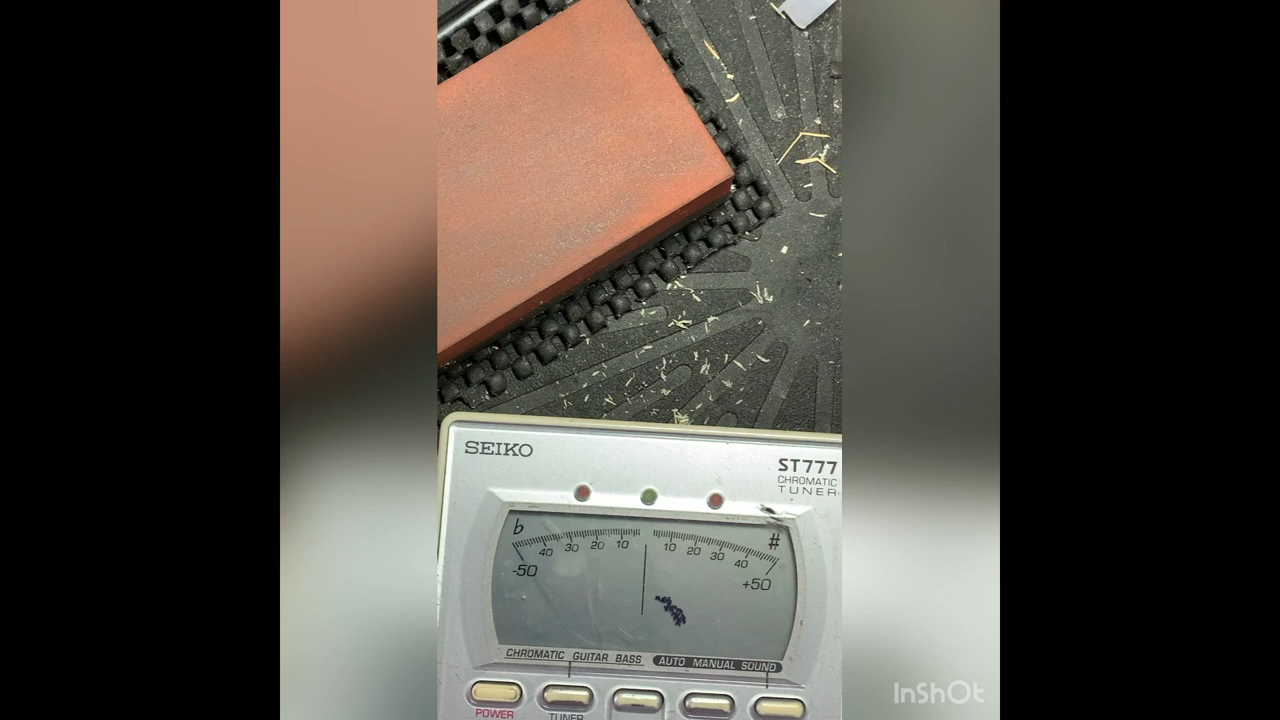 SEIKO
ST777
CHROMATIC
TUNER
b
#
40 30 20 10 10 20 30 40
-50
+50
CHROMATIC GUITAR BASS AUTO MANUAL SOUND
POWER
TUNER
InShOt